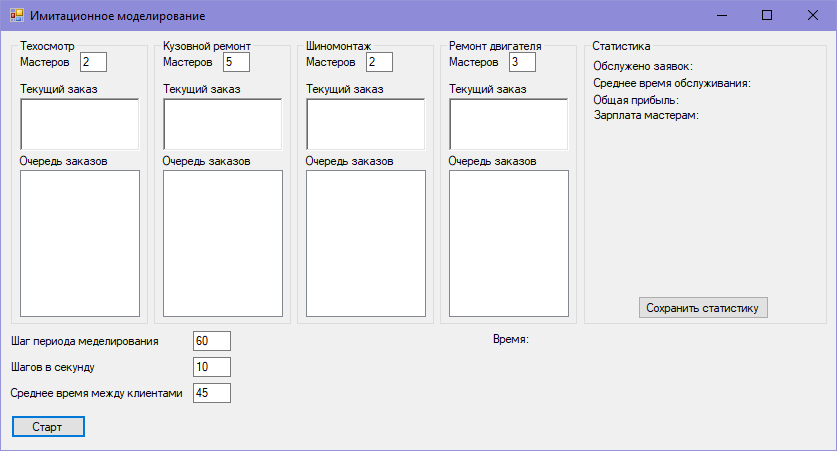 Имитационное моделирование
Техосмотр
Мастеров 2
Текущий заказ
Очередь заказов
Кузовной ремонт
Мастеров 5
Текущий заказ
Очередь заказов
Шиномонтаж
Мастеров 2
Текущий заказ
Очередь заказов
Ремонт двигателя
Мастеров 3
Текущий заказ
Очередь заказов
Статистика
Обслужено заявок:
Среднее время обслуживания:
Общая прибыль:
Зарплата мастерам:
Сохранить статистику
Шаг периода меделирования 60
Шагов в секунду 10
Среднее время между клиентами 45
Время:
Старт